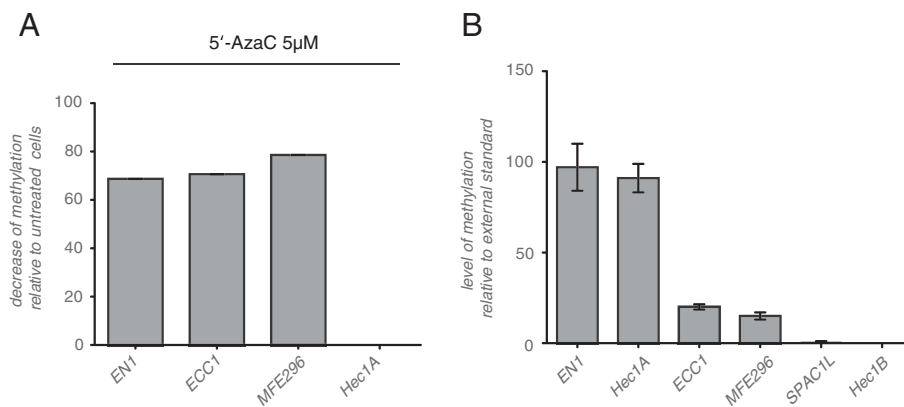 A
5‘-AzaC 5µM
decrease of methylation
relative to untreated cells
100
80
60
40
20
0
EN1
ECC1
MFE296
Hec1A
B
level of methylation
relative to external standard
150
100
50
0
EN1
Hec1A
ECC1
MFE296
SPAC1L
Hec1B